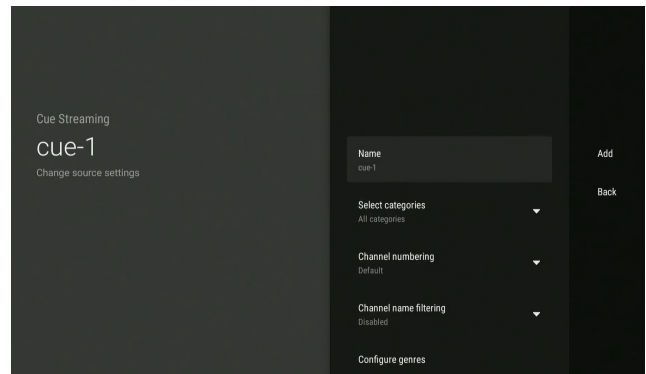 Cue Streaming
cue-1
Change source settings
Name
cue-1
Select categories
All categories
Channel numbering
Default
Channel name filtering
Disabled
Configure genres
Add
Back